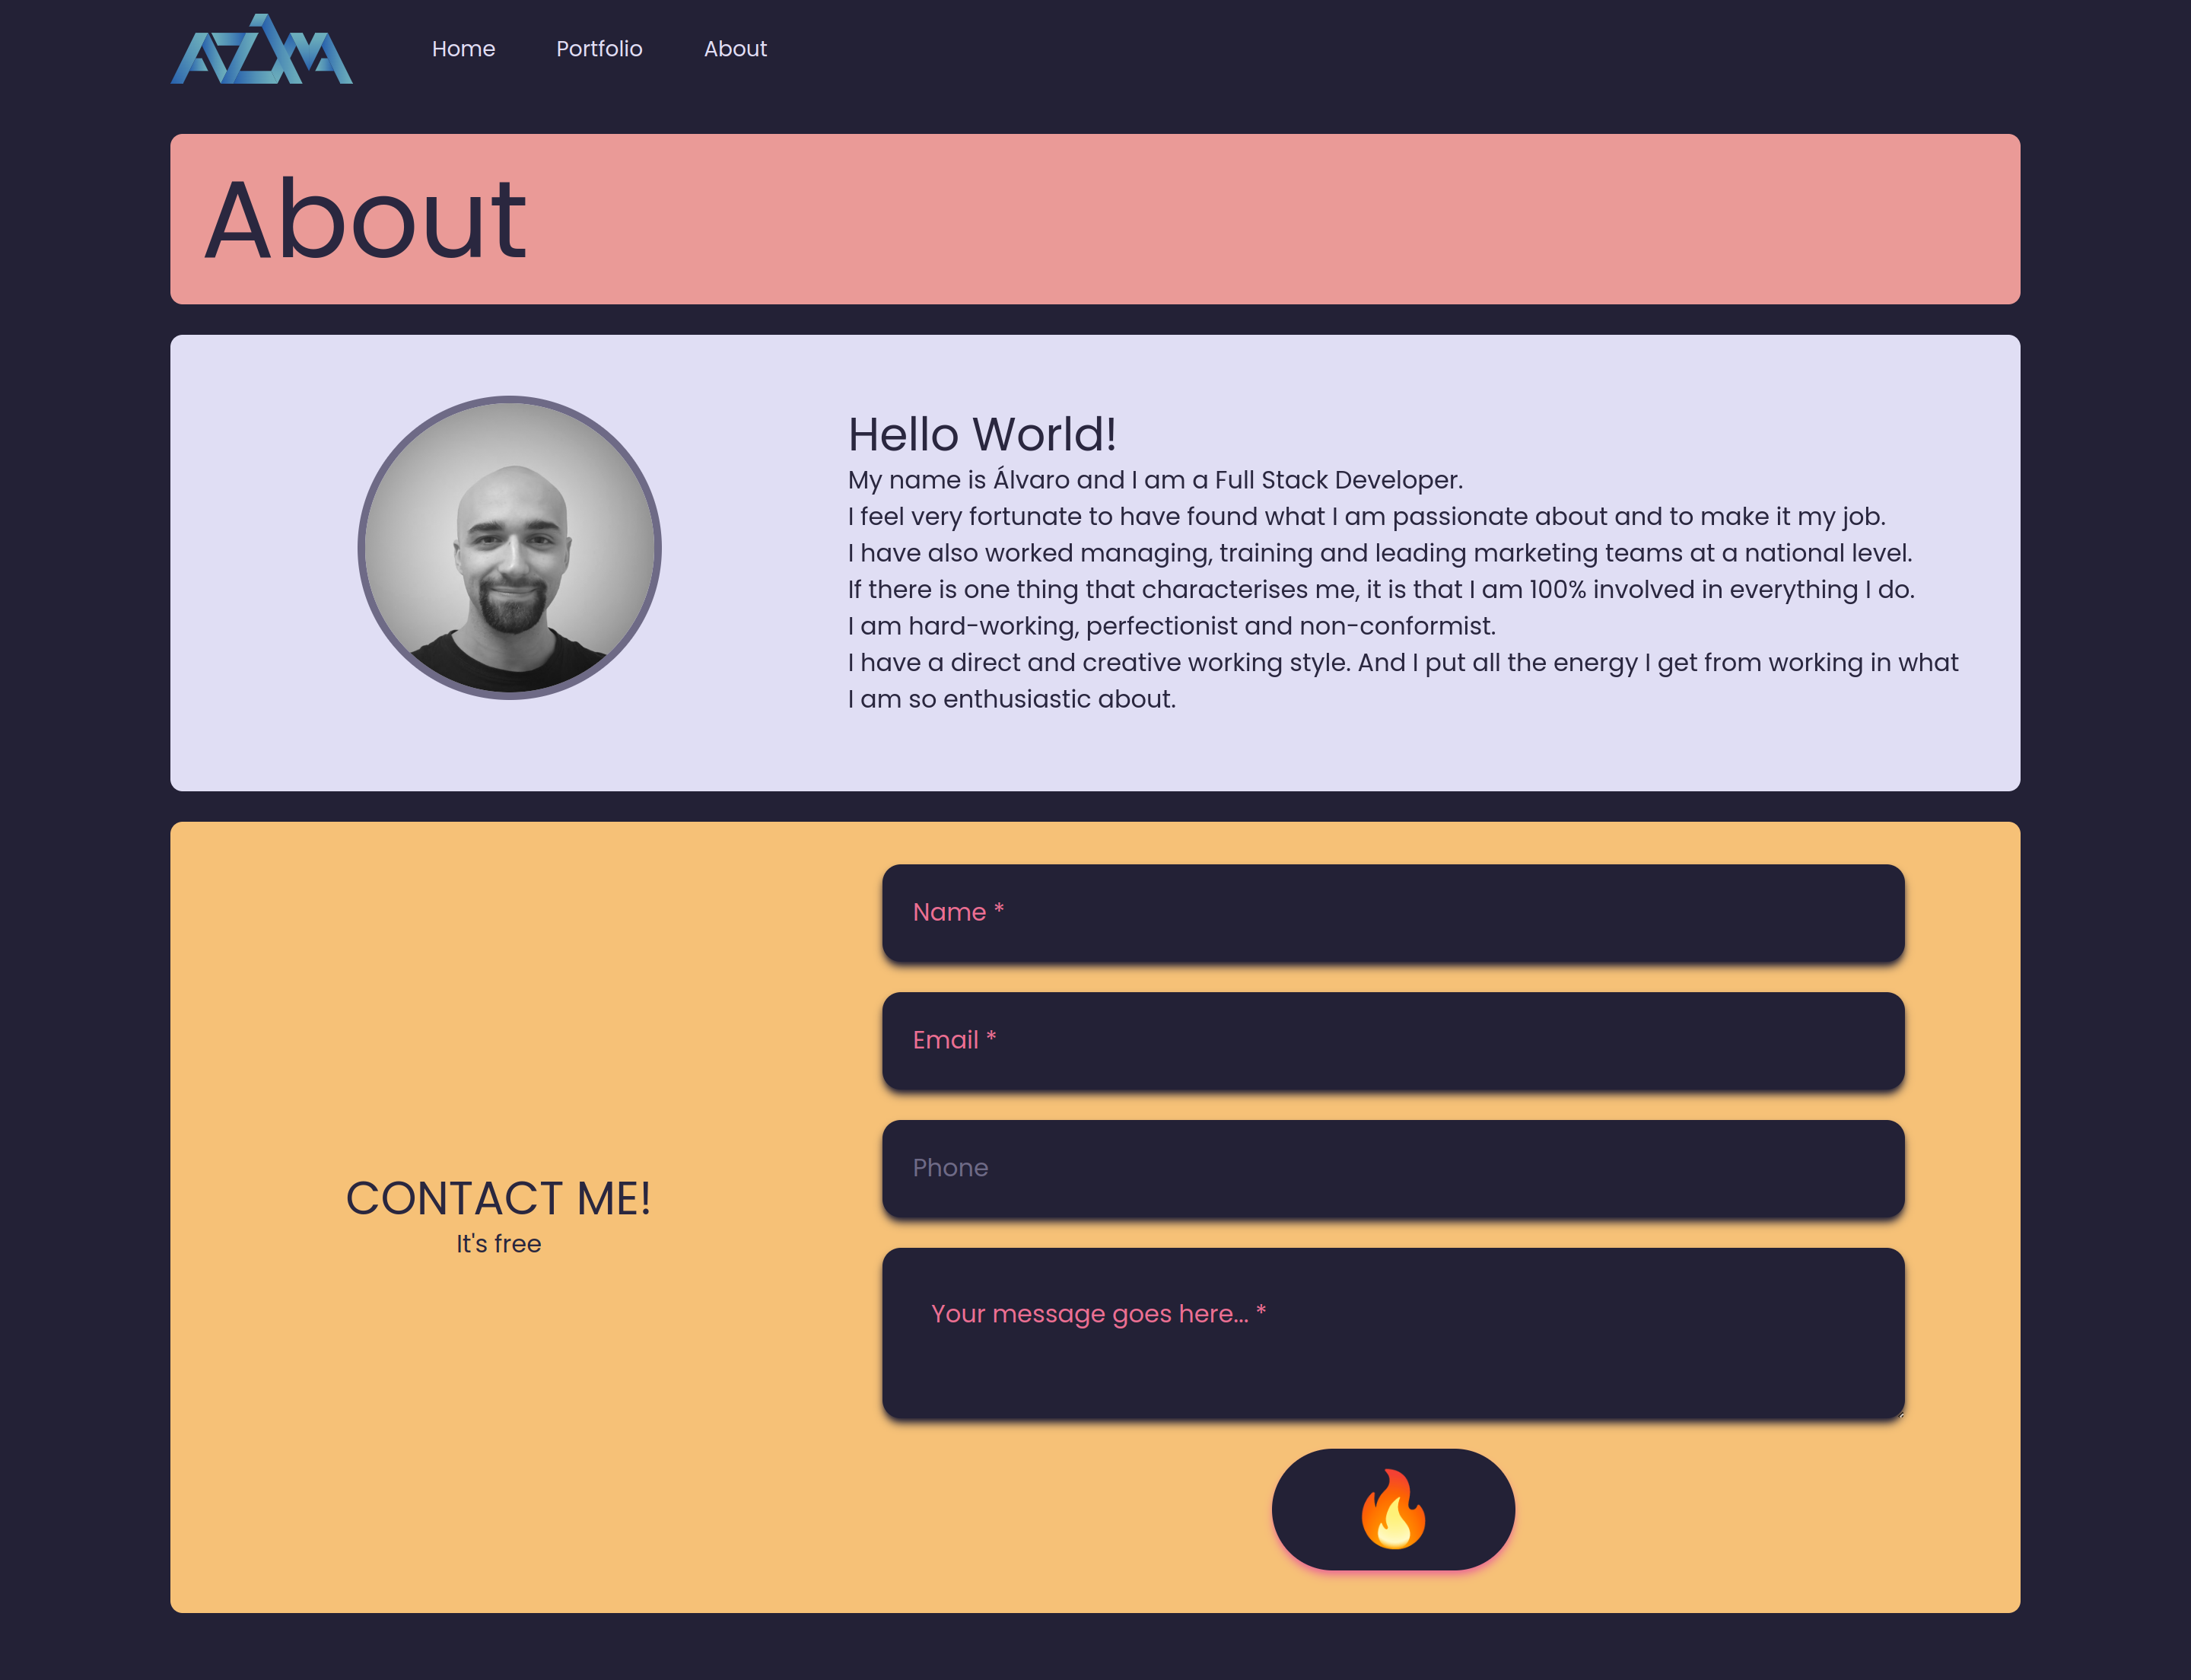 AZIMA
Home
Portfolio
About
About
Hello World!
My name is Álvaro and I am a Full Stack Developer.
I feel very fortunate to have found what I am passionate about and to make it my job.
I have also worked managing, training and leading marketing teams at a national level.
If there is one thing that characterises me, it is that I am 100% involved in everything I do.
I am hard-working, perfectionist and non-conformist.
I have a direct and creative working style. And I put all the energy I get from working in what
I am so enthusiastic about.
CONTACT ME!
It's free
Name *
Email *
Phone
Your message goes here... *